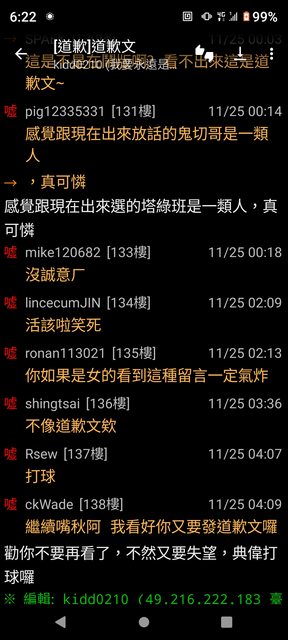 6:22
99%
[道歉]道歉文
kidd0210 (我要永遠是…
11/25 00:03
看不出來這是道
歉文~
噓 pig12335331 [131樓] 11/25 00:14
感覺跟現在出來放話的鬼切哥是一類
人
→ ，真可憐
感覺跟現在出來選的塔綠班是一類人，真
可憐
噓 mike120682 [133樓] 11/25 00:18
沒誠意ㄏ
噓 lincecumJIN [134樓] 11/25 02:09
活該啦笑死
噓 ronan113021 [135樓] 11/25 02:13
你如果是女的看到這種留言一定氣炸
噓 shingtsai [136樓] 11/25 03:36
不像道歉文欸
噓 Rsew [137樓] 11/25 04:07
打球
噓 ckWade [138樓] 11/25 04:09
繼續嘴秋阿 我看好你又要發道歉文囉
勸你不要再看了，不然又要失望，典偉打
球囉
※ 編輯: kidd0210 (49.216.222.183 臺